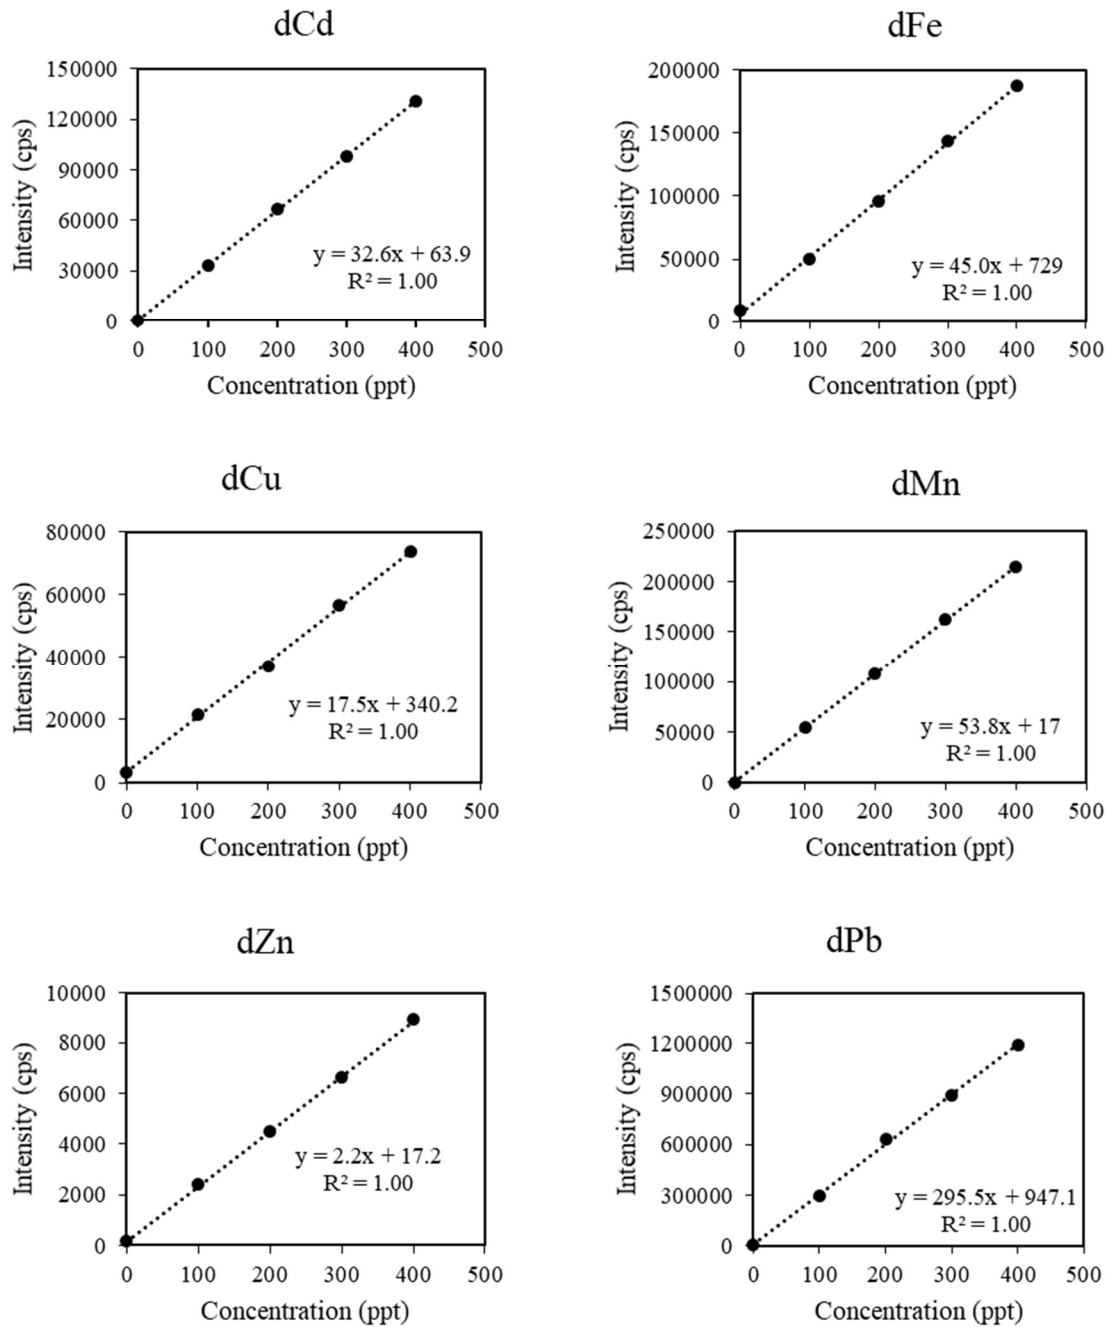 dCd
150000
120000
90000
60000
30000
0
Intensity (cps)
y = 32.6x + 63.9
R² = 1.00
0 100 200 300 400 500
Concentration (ppt)
dFe
200000
150000
100000
50000
0
Intensity (cps)
y = 45.0x + 729
R² = 1.00
0 100 200 300 400 500
Concentration (ppt)
dCu
80000
60000
40000
20000
0
Intensity (cps)
y = 17.5x + 340.2
R² = 1.00
0 100 200 300 400 500
Concentration (ppt)
dMn
250000
200000
150000
100000
50000
0
Intensity (cps)
y = 53.8x + 17
R² = 1.00
0 100 200 300 400 500
Concentration (ppt)
dZn
10000
8000
6000
4000
2000
0
Intensity (cps)
y = 2.2x + 17.2
R² = 1.00
0 100 200 300 400 500
Concentration (ppt)
dPb
1500000
1200000
900000
600000
300000
0
Intensity (cps)
y = 295.5x + 947.1
R² = 1.00
0 100 200 300 400 500
Concentration (ppt)